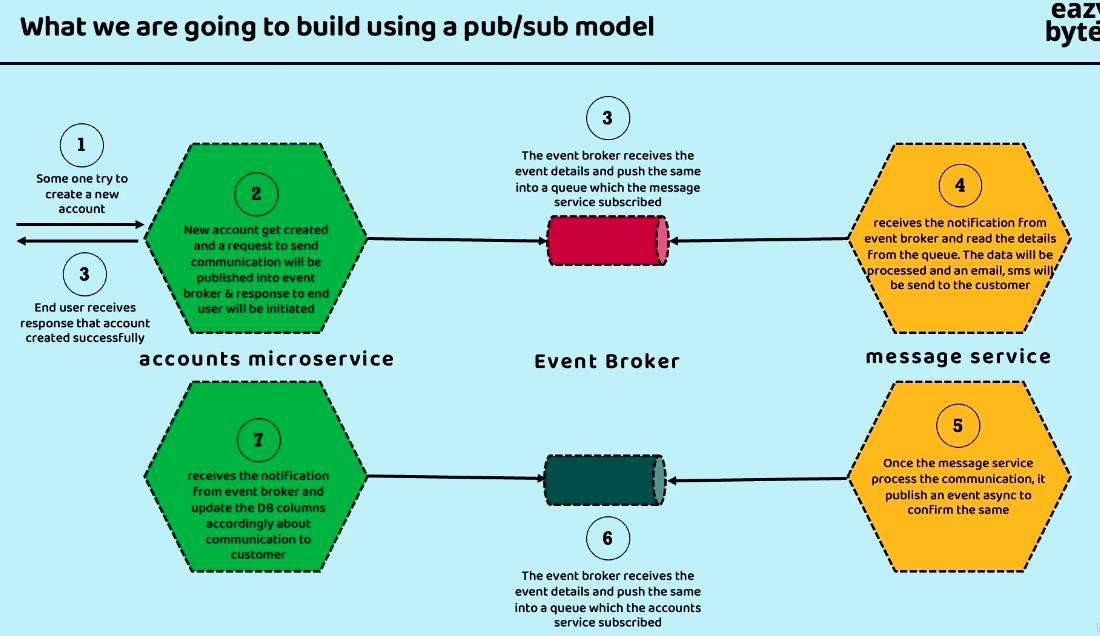 What we are going to build using a pub/sub model
eazy
byte
1
Some one try to
create a new
account
3
End user receives
response that account
created successfully
2
New account get created
and a request to send
communication will be
published into event
broker & response to end
user will be initiated
accounts microservice
3
The event broker receives the
event details and push the same
into a queue which the message
service subscribed
Event Broker
4
receives the notification from
event broker and read the details
from the queue. The data will be
processed and an email, sms will
be send to the customer
message service
7
receives the notification
from event broker and
update the DB columns
accordingly about
communication to
customer
6
The event broker receives the
event details and push the same
into a queue which the accounts
service subscribed
5
Once the message service
process the communication, it
publish an event async to
confirm the same